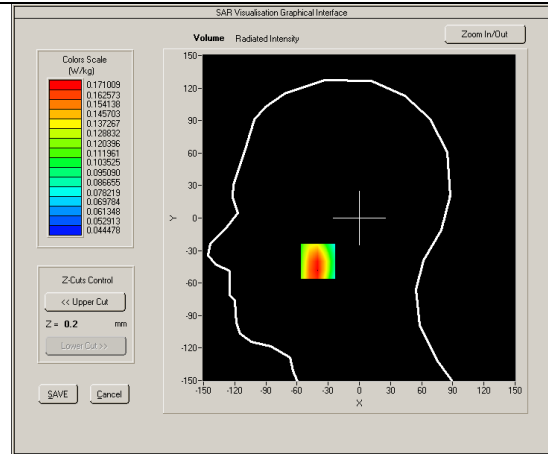 SAR Visualisation Graphical Interface
Volume Radiated Intensity
Zoom In/Out
Colors Scale
(W/kg)
0.171009
0.162573
0.154138
0.145703
0.137267
0.128832
0.120396
0.111961
0.103525
0.095090
0.086655
0.078219
0.069784
0.061348
0.052913
0.044478
Z-Cuts Control
<< Upper Cut
Z = 0.2 mm
Lower Cut >>
SAVE
Cancel
150
120
90
60
30
0
-30
-60
-90
-120
-150
Y
-150 -120 -90 -60 -30 0 30 60 90 120 150
X